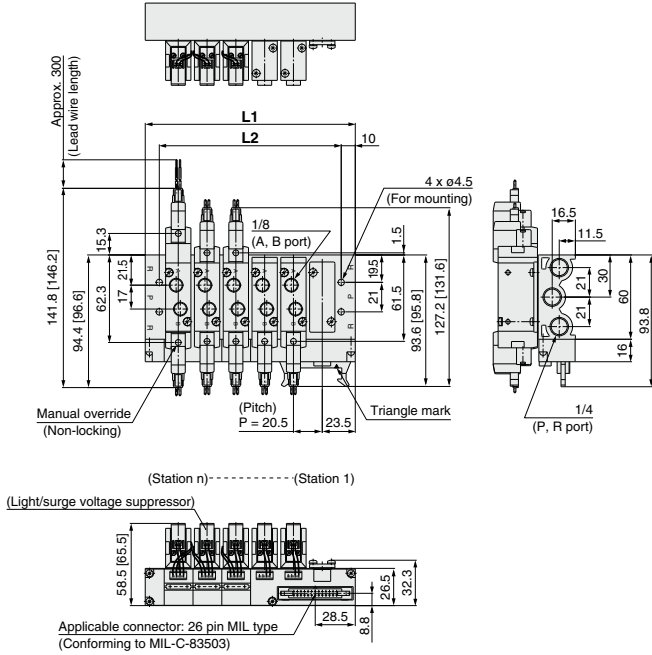 Approx. 300
(Lead wire length)
L1
L2
10
4 x ø4.5
(For mounting)
1/8
(A, B port)
15.3
21.5
17
62.3
141.8 [146.2]
94.4 [96.6]
1.5
19.5
21
61.5
93.6 [95.8]
127.2 [131.6]
R
P
R
R
P
R
Manual override
(Non-locking)
(Pitch)
P = 20.5
23.5
Triangle mark
16.5
11.5
21
21
30
60
16
93.8
1/4
(P, R port)
(Station n)
(Station 1)
(Light/surge voltage suppressor)
58.5 [65.5]
Applicable connector: 26 pin MIL type
(Conforming to MIL-C-83503)
28.5
8.8
26.5
32.3